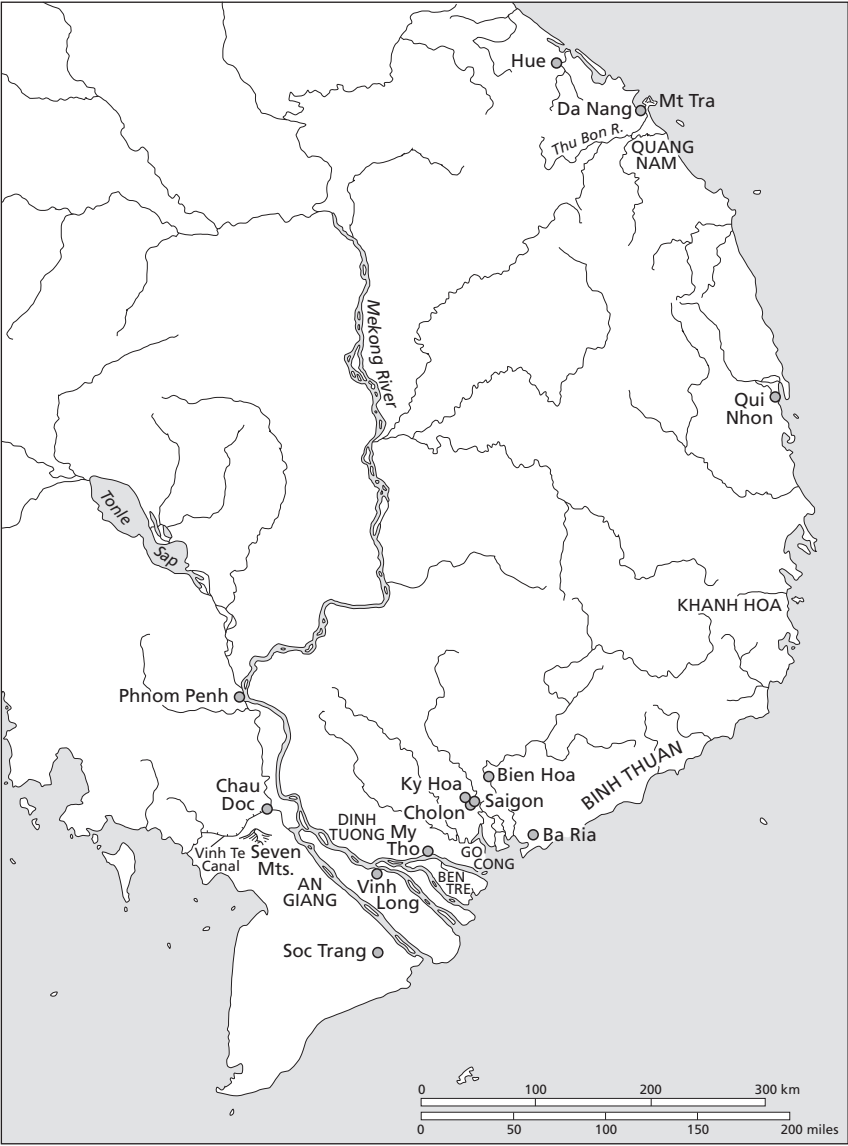 Hue
Mt Tra
Da Nang
Thu Bon R.
QUANG
NAM
Mekong River
Qui
Nhon
Tonle
Sap
KHANH HOA
Phnom Penh
BINH THUAN
Bien Hoa
Ky Hoa
Chau
Doc
Saigon
Cholon
DINH
TUONG
My
Tho
Ba Ria
GO
CONG
Vinh Te
Canal
Seven
Mts.
BEN
TRE
AN
GIANG
Vinh
Long
Soc Trang
0 100 200 300 km
0 50 100 150 200 miles